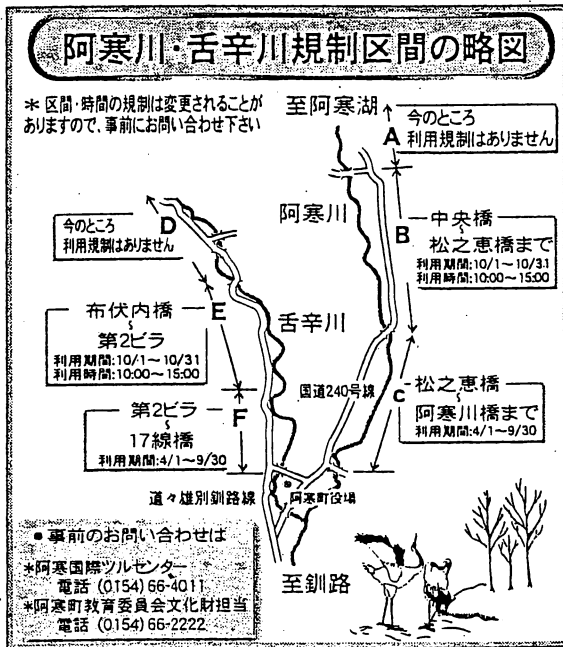 阿寒川・舌辛川規制区間の略図
＊区間・時間の規制は変更されることが
ありますので、事前にお問い合わせ下さい
至阿寒湖
A
今のところ
利用規制はありません
阿寒川
B
中央橋
～
松之恵橋まで
利用期間:10/1～10/31
利用時間:10:00～15:00
D
今のところ
利用規制はありません
E
布伏内橋
～
第2ビラ
利用期間:10/1～10/31
利用時間:10:00～15:00
舌辛川
国道240号線
C
松之恵橋
～
阿寒川橋まで
利用期間:4/1～9/30
F
第2ビラ
～
17線橋
利用期間:4/1～9/30
道々雄別釧路線
阿寒町役場
至釧路
●事前のお問い合わせは
＊阿寒国際ツルセンター
電話 (0154)66-4011
＊阿寒町教育委員会文化財担当
電話 (0154)66-2222